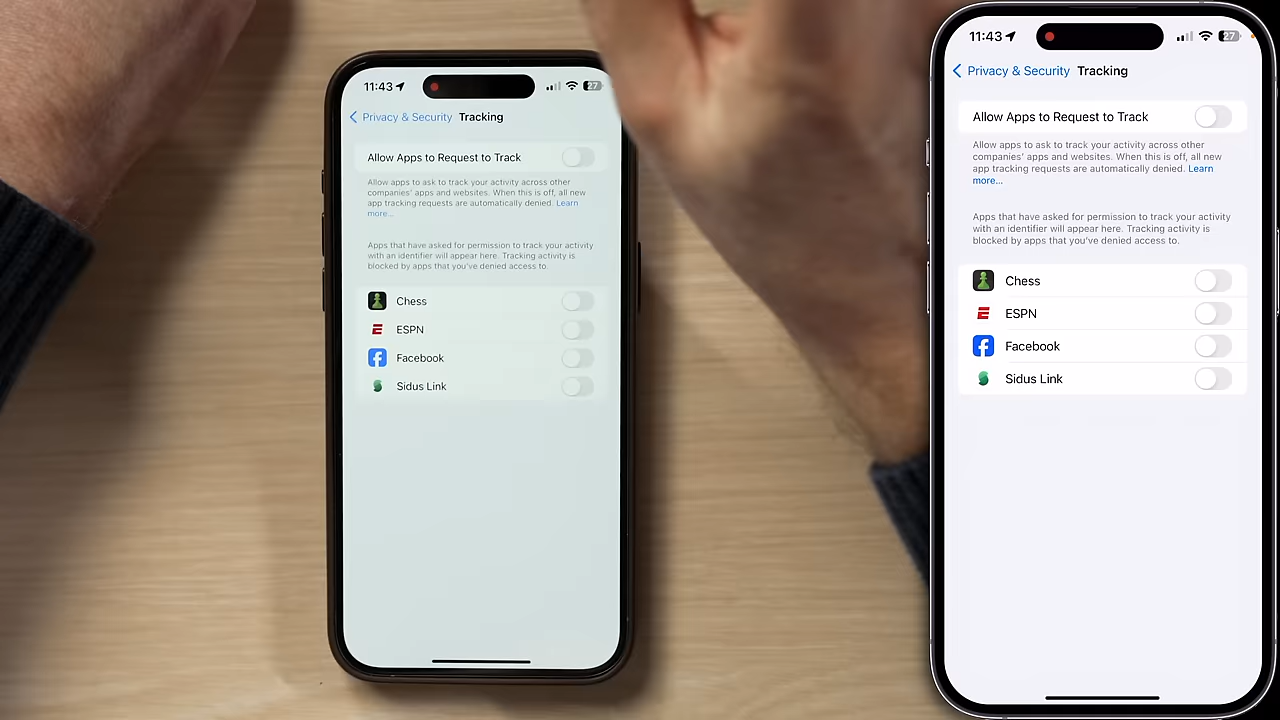 11:43
27
Privacy & Security Tracking
Allow Apps to Request to Track
Allow apps to ask to track your activity across other
companies' apps and websites. When this is off, all new
app tracking requests are automatically denied. Learn
more...
Apps that have asked for permission to track your activity
with an identifier will appear here. Tracking activity is
blocked by apps that you've denied access to.
Chess
ESPN
Facebook
Sidus Link
11:43
27
Privacy & Security Tracking
Allow Apps to Request to Track
Allow apps to ask to track your activity across other
companies' apps and websites. When this is off, all new
app tracking requests are automatically denied. Learn
more...
Apps that have asked for permission to track your activity
with an identifier will appear here. Tracking activity is
blocked by apps that you've denied access to.
Chess
ESPN
Facebook
Sidus Link